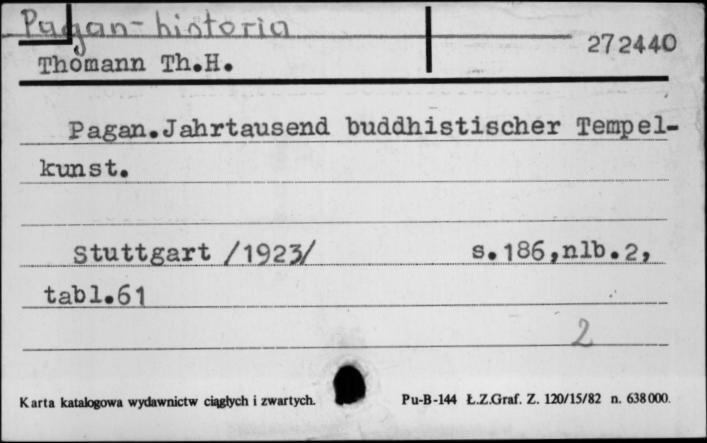 Pagan - historia
272440
Thomann Th.H.
Pagan.Jahrtausend buddhistischer Tempel-
kunst.
Stuttgart /1923/ s.186,nlb.2,
tabl.61
2
Karta katalogowa wydawnictw ciągłych i zwartych. Pu-B-144 Ł.Z.Graf. Z. 120/15/82 n. 638000.